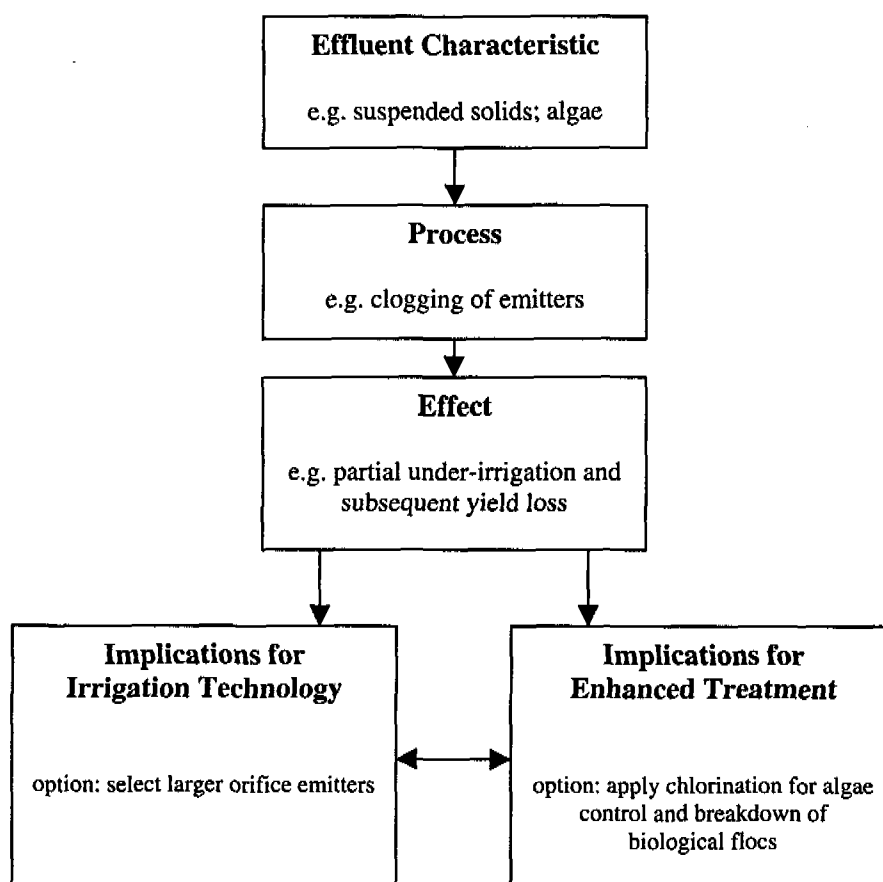 Effluent Characteristic
e.g. suspended solids; algae
Process
e.g. clogging of emitters
Effect
e.g. partial under-irrigation and
subsequent yield loss
Implications for
Irrigation Technology
option: select larger orifice emitters
Implications for
Enhanced Treatment
option: apply chlorination for algae
control and breakdown of
biological flocs